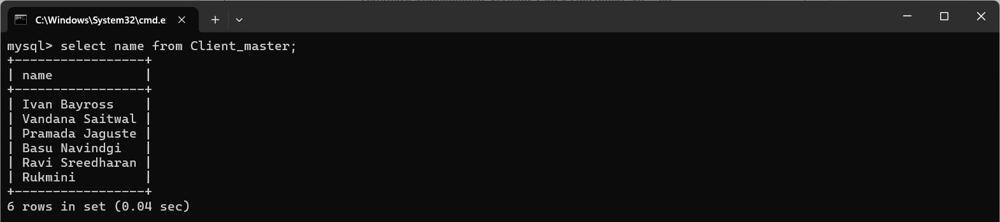 C:\Windows\System32\cmd.e
mysql> select name from Client_master;
+-----------------+
| name            |
+-----------------+
| Ivan Bayross    |
| Vandana Saitwal |
| Pramada Jaguste |
| Basu Navindgi   |
| Ravi Sreedharan |
| Rukmini         |
+-----------------+
6 rows in set (0.04 sec)